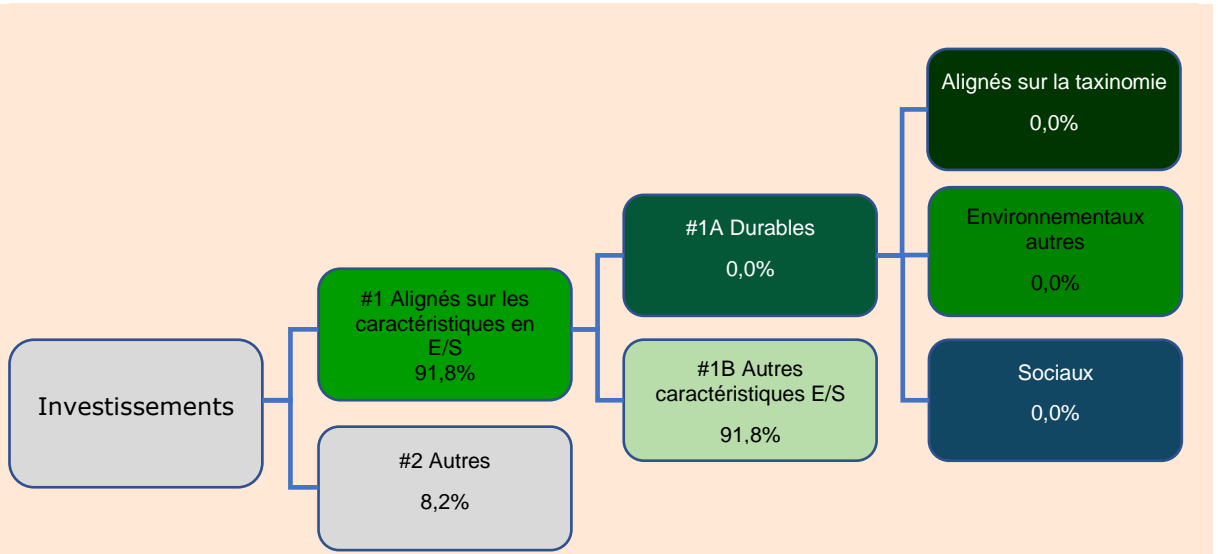 Investissements
#1 Alignés sur les
caractéristiques en
E/S
91,8%
#2 Autres
8,2%
#1A Durables
0,0%
#1B Autres
caractéristiques E/S
91,8%
Alignés sur la taxinomie
0,0%
Environnementaux
autres
0,0%
Sociaux
0,0%